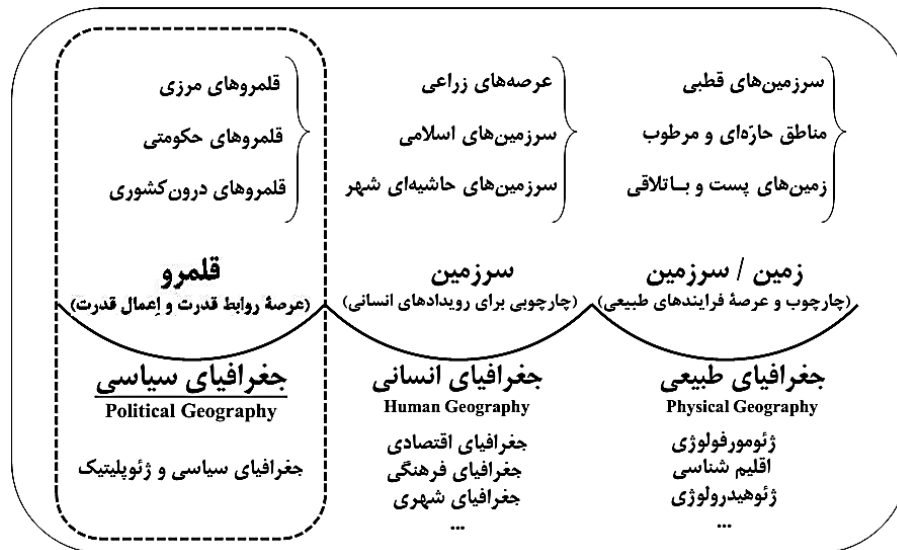 سرزمین‌های قطبی
مناطق حارّه‌ای و مرطوب
زمین‌های پست و بـاتلاقی
زمین / سرزمین
(چارچوب و عرصهٔ فرایندهای طبیعی)
جغرافیای طبیعی
Physical Geography
ژئومورفولوژی
اقلیم شناسی
ژئوهیدرولوژی
...
عرصه‌های زراعی
سرزمین‌های اسلامی
سرزمین‌های حاشیه‌ای شهر
سرزمین
(چارچوبی برای رویدادهای انسانی)
جغرافیای انسانی
Human Geography
جغرافیای اقتصادی
جغرافیای فرهنگی
جغرافیای شهری
...
قلمروهای مرزی
قلمروهای حکومتی
قلمروهای درون‌کشوری
قلمرو
(عرصهٔ روابط قدرت و اِعمال قدرت)
جغرافیای سیاسی
Political Geography
جغرافیای سیاسی و ژئوپلیتیک